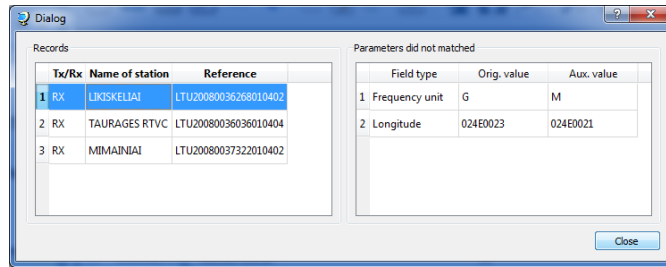 Dialog
Records
Tx/Rx Name of station Reference
1 RX LIKISKELIAI LTU20080036268010402
2 RX TAURAGES RTVC LTU20080036036010404
3 RX MIMAINIAI LTU20080037322010402
Parameters did not matched
Field type Orig. value Aux. value
1 Frequency unit G M
2 Longitude 024E0023 024E0021
Close